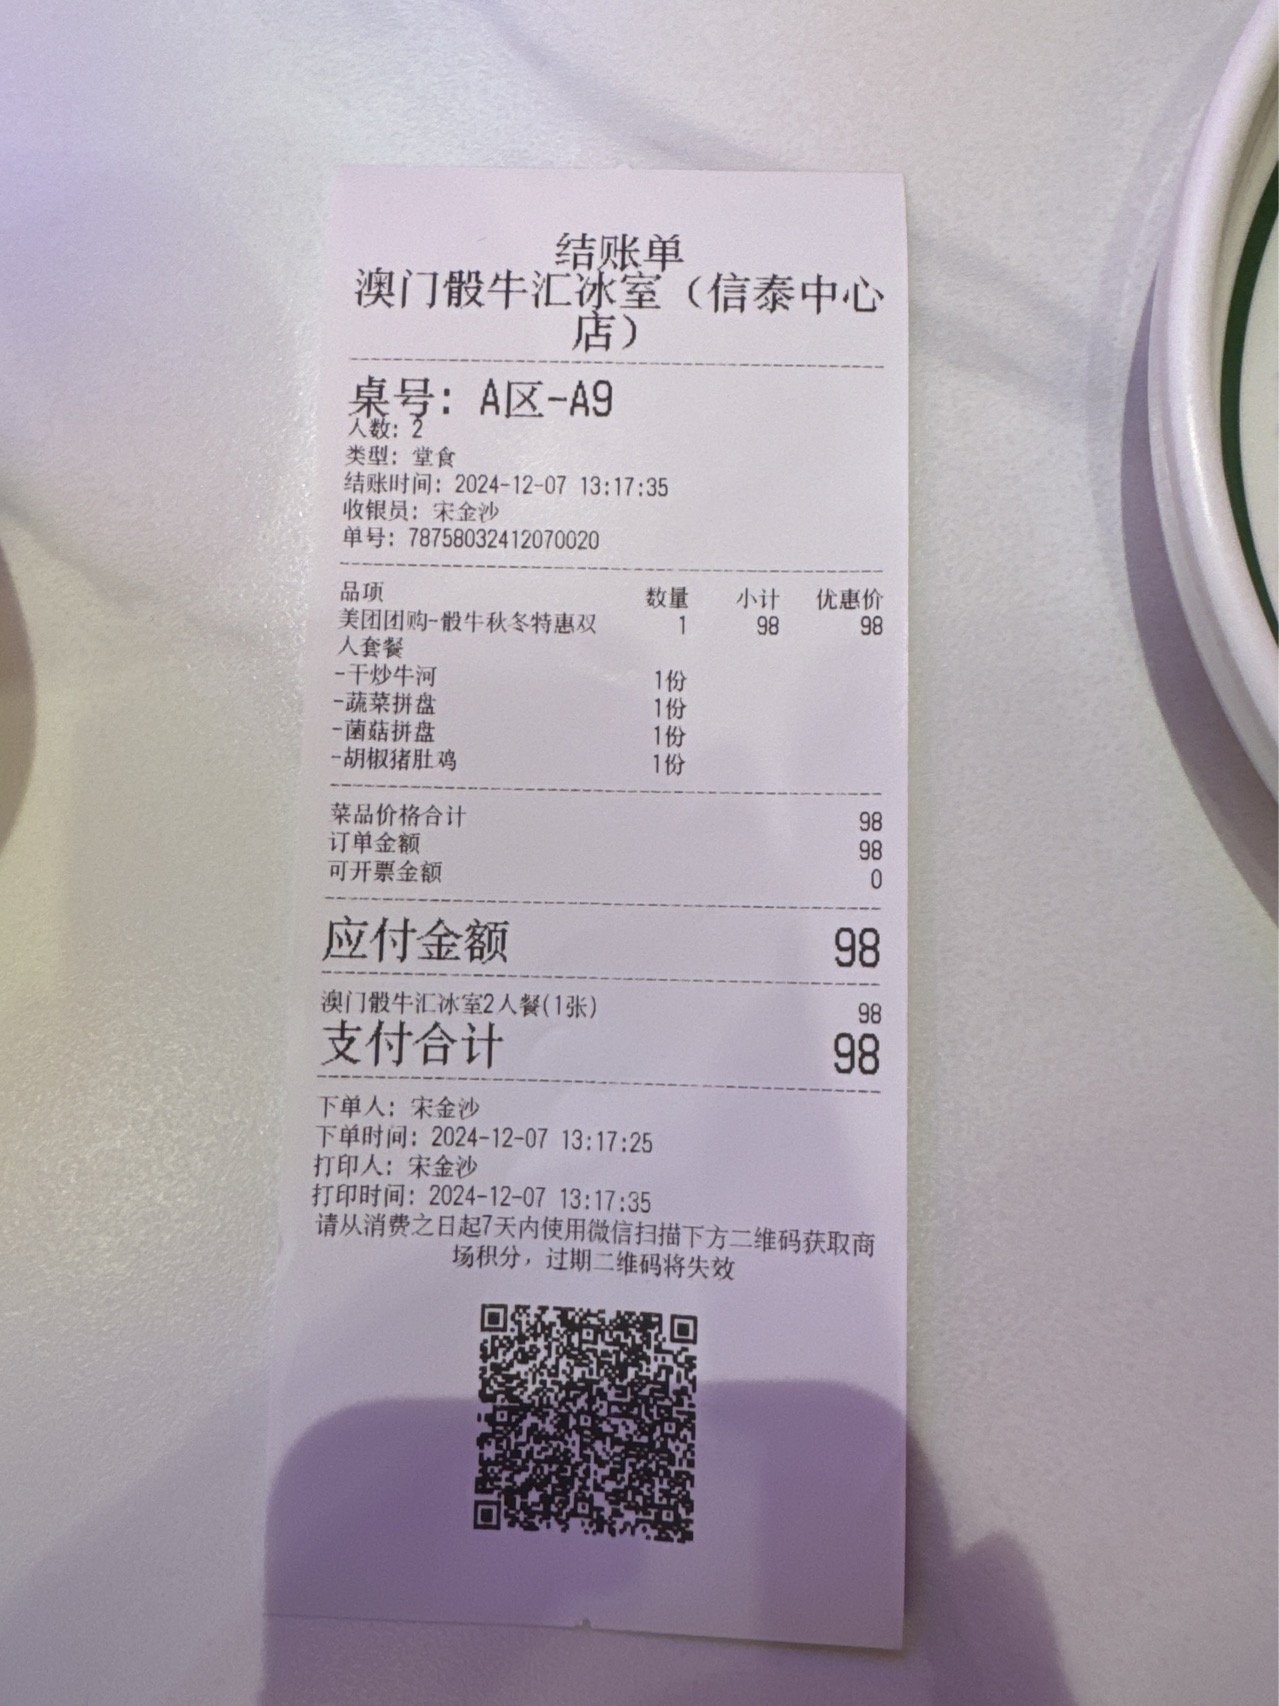 结账单
澳门骰牛汇冰室（信泰中心
店）
桌号: A区-A9
人数: 2
类型: 堂食
结账时间: 2024-12-07 13:17:35
收银员: 宋金沙
单号: 78758032412070020
品项 数量 小计 优惠价
美团团购-骰牛秋冬特惠双 1 98 98
人套餐
-干炒牛河 1份
-蔬菜拼盘 1份
-菌菇拼盘 1份
-胡椒猪肚鸡 1份
菜品价格合计 98
订单金额 98
可开票金额 0
应付金额 98
澳门骰牛汇冰室2人餐(1张) 98
支付合计 98
下单人: 宋金沙
下单时间: 2024-12-07 13:17:25
打印人: 宋金沙
打印时间: 2024-12-07 13:17:35
请从消费之日起7天内使用微信扫描下方二维码获取商
场积分，过期二维码将失效